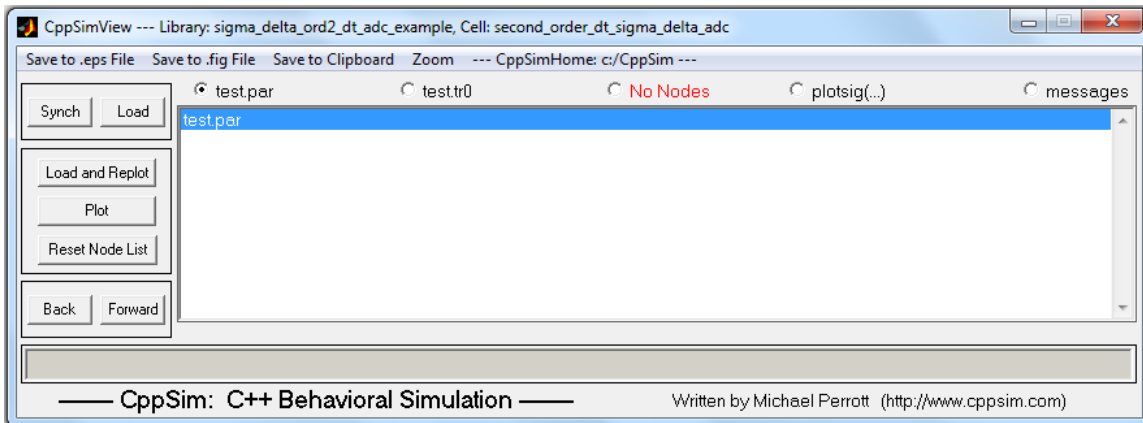 CppSimView --- Library: sigma_delta_ord2_dt_adc_example, Cell: second_order_dt_sigma_delta_adc
Save to .eps File Save to .fig File Save to Clipboard Zoom --- CppSimHome: c:/CppSim ---
test.par test.tr0 No Nodes plotsig(...) messages
Synch Load
test.par
Load and Replot
Plot
Reset Node List
Back Forward
CppSim: C++ Behavioral Simulation
Written by Michael Perrott (http://www.cppsim.com)